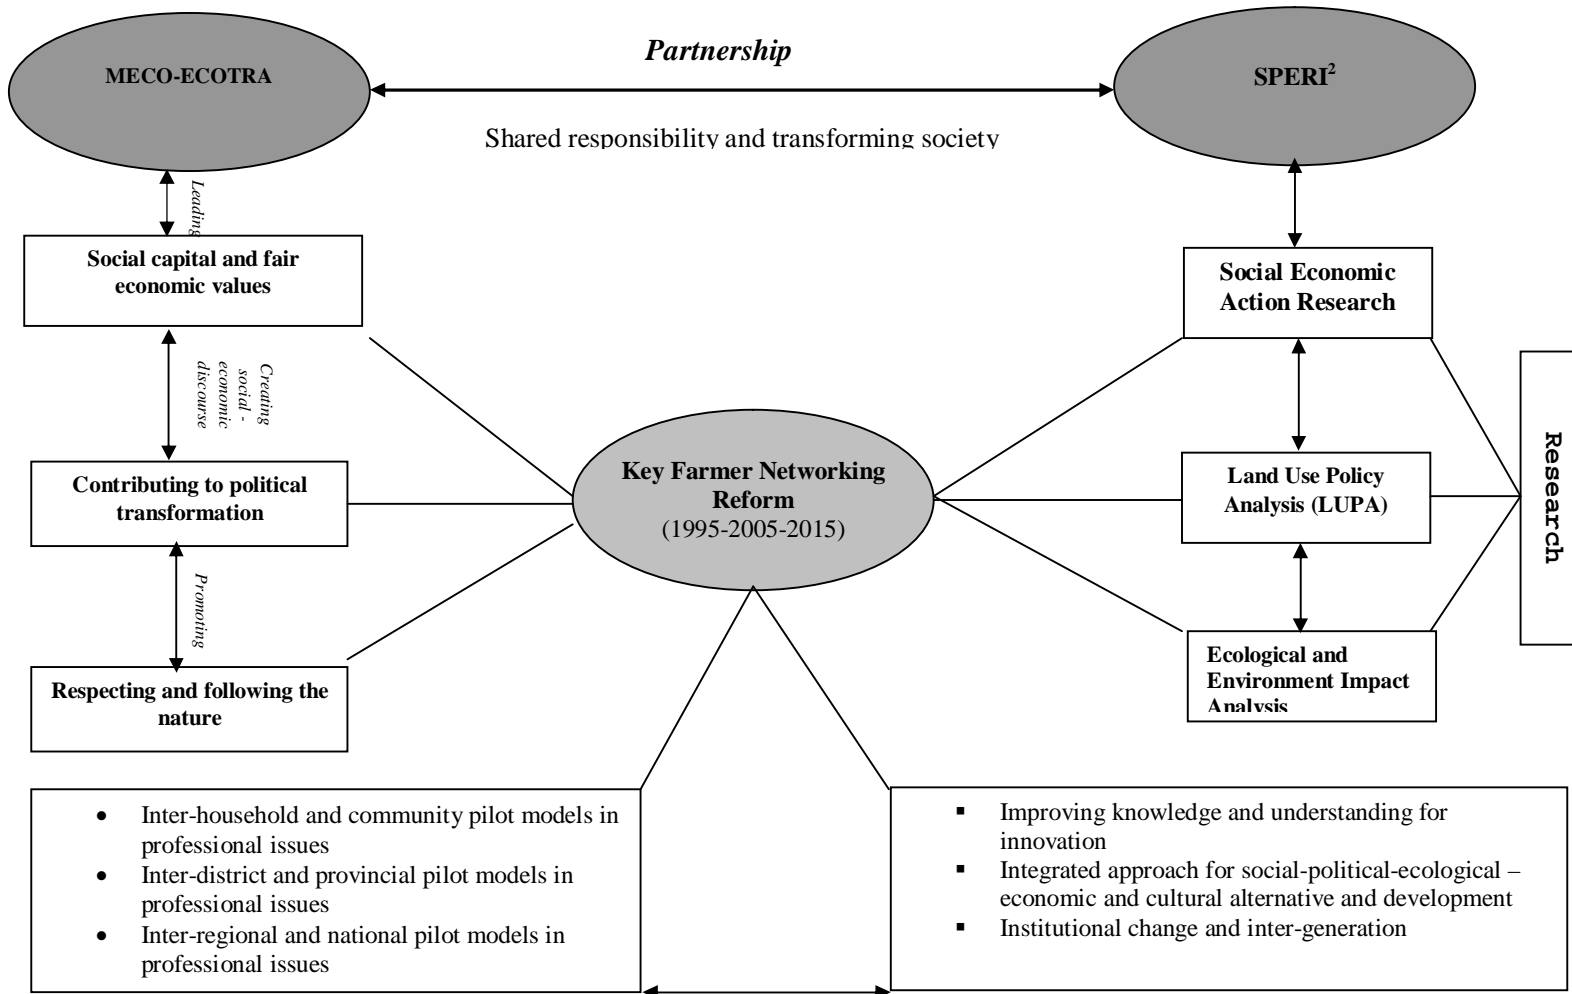 Partnership
MECO-ECOTRA
SPERI²
Shared responsibility and transforming society
Leading
Social capital and fair
economic values
Social Economic
Action Research
Creating
social -
economic
discourse
Research
Key Farmer Networking
Reform
(1995-2005-2015)
Contributing to political
transformation
Land Use Policy
Analysis (LUPA)
Promoting
Respecting and following the
nature
Ecological and
Environment Impact
Analysis
• Inter-household and community pilot models in
professional issues
• Inter-district and provincial pilot models in
professional issues
• Inter-regional and national pilot models in
professional issues
▪ Improving knowledge and understanding for
innovation
▪ Integrated approach for social-political-ecological –
economic and cultural alternative and development
▪ Institutional change and inter-generation